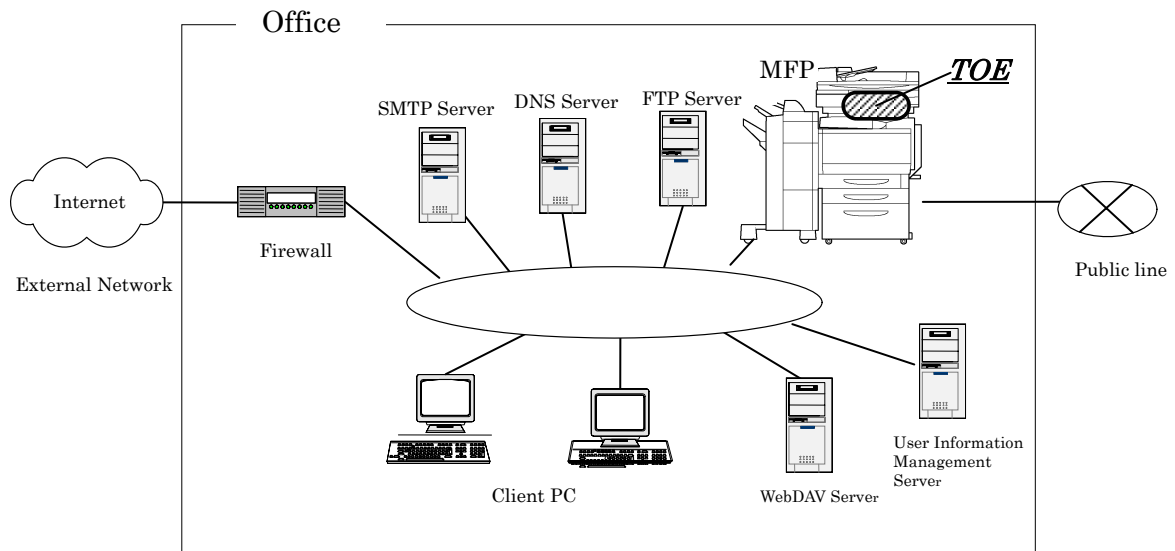 Office
MFP
TOE
SMTP Server
DNS Server
FTP Server
Internet
Firewall
External Network
Public line
Client PC
WebDAV Server
User Information
Management
Server